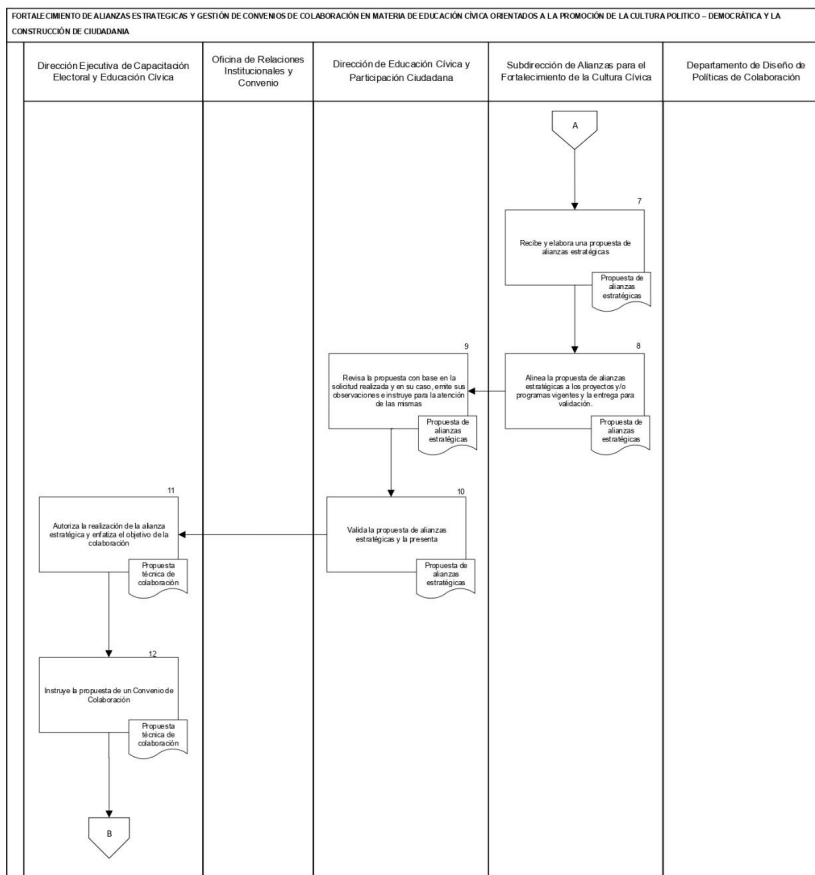 FORTALECIMIENTO DE ALIANZAS ESTRATEGICAS Y GESTIÓN DE CONVENIOS DE COLABORACIÓN EN MATERIA DE EDUCACIÓN CÍVICA ORIENTADOS A LA PROMOCIÓN DE LA CULTURA POLITICO – DEMOCRÁTICA Y LA
CONSTRUCCIÓN DE CIUDADANIA
Dirección Ejecutiva de Capacitación
Electoral y Educación Cívica
Oficina de Relaciones
Institucionales y
Convenio
Dirección de Educación Cívica y
Participación Ciudadana
Subdirección de Alianzas para el
Fortalecimiento de la Cultura Cívica
Departamento de Diseño de
Políticas de Colaboración
A
7
Recibe y elabora una propuesta de
alianzas estratégicas
Propuesta de
alianzas
estratégicas
8
Alinea la propuesta de alianzas
estratégicas a los proyectos y/o
programas vigentes y la entrega para
validación.
Propuesta de
alianzas
estratégicas
9
Revisa la propuesta con base en la
solicitud realizada y en su caso, emite sus
observaciones e instruye para la atención
de las mismas
Propuesta de
alianzas
estratégicas
10
Valida la propuesta de alianzas
estratégicas y la presenta
Propuesta de
alianzas
estratégicas
11
Autoriza la realización de la alianza
estratégica y enfatiza el objetivo de la
colaboración
Propuesta
técnica de
colaboración
12
Instruye la propuesta de un Convenio de
Colaboración
Propuesta
técnica de
colaboración
B